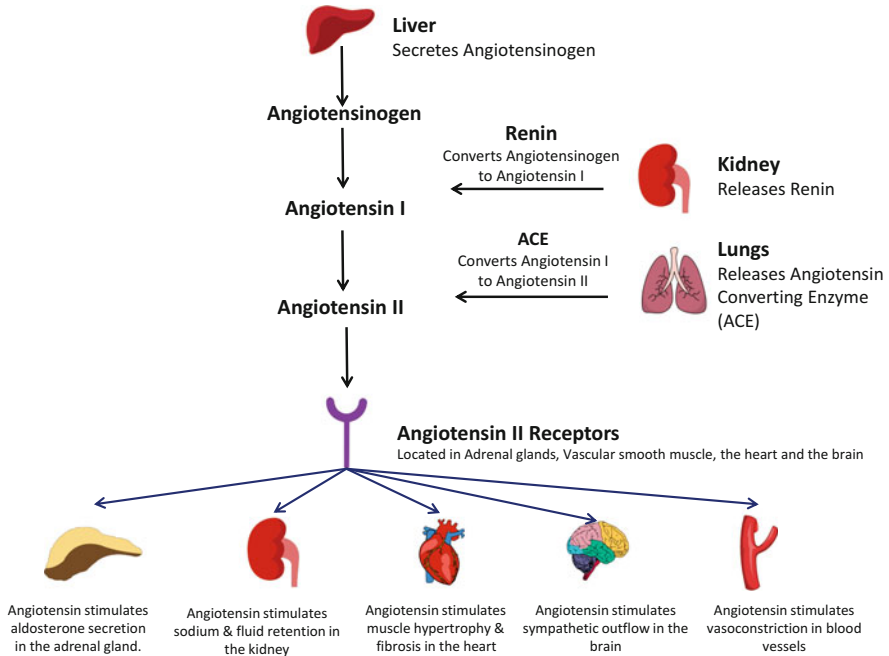 Liver
Secretes Angiotensinogen
Angiotensinogen
Renin
Converts Angiotensinogen
to Angiotensin I
Kidney
Releases Renin
Angiotensin I
ACE
Converts Angiotensin I
to Angiotensin II
Lungs
Releases Angiotensin
Converting Enzyme
(ACE)
Angiotensin II
Angiotensin II Receptors
Located in Adrenal glands, Vascular smooth muscle, the heart and the brain
Angiotensin stimulates
aldosterone secretion
in the adrenal gland.
Angiotensin stimulates
sodium & fluid retention in
the kidney
Angiotensin stimulates
muscle hypertrophy &
fibrosis in the heart
Angiotensin stimulates
sympathetic outflow in the
brain
Angiotensin stimulates
vasoconstriction in blood
vessels